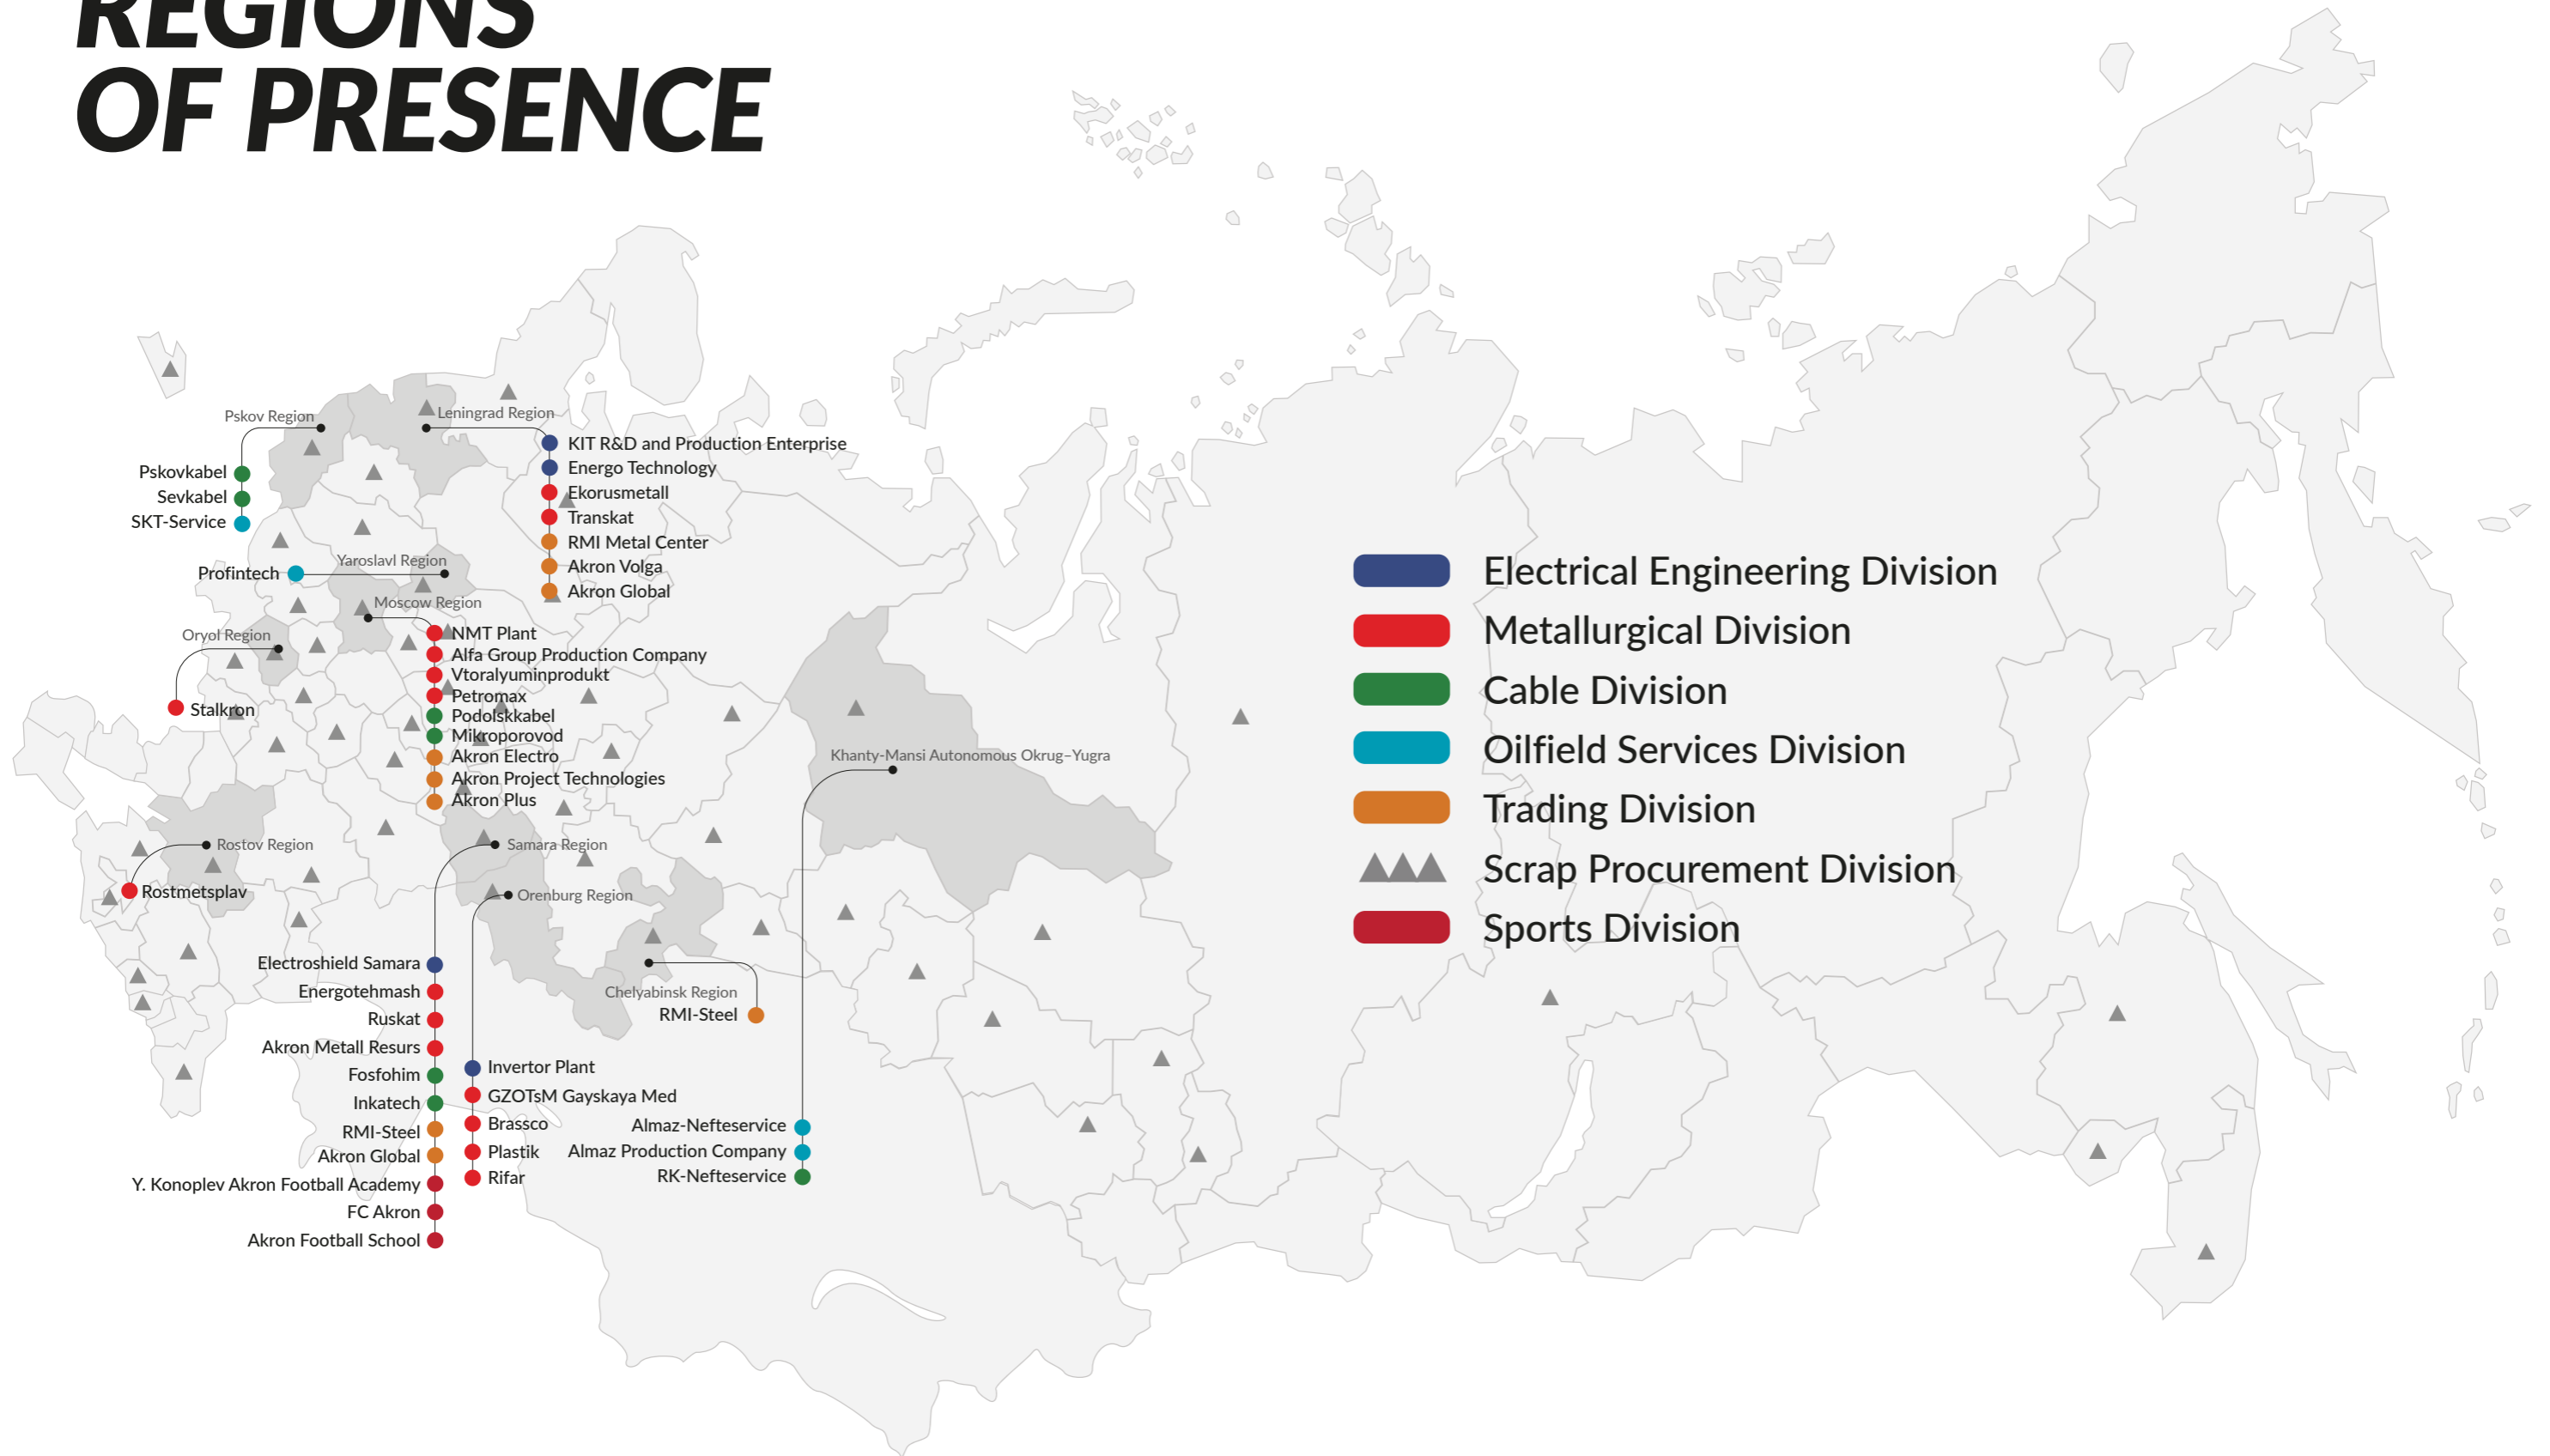 REGIONS
OF PRESENCE
Pskov Region
Pskovkabel
Sevkabel
SKT-Service
Leningrad Region
KIT R&D and Production Enterprise
Energo Technology
Ekorusmetall
Transkat
RMI Metal Center
Akron Volga
Akron Global
Yaroslavl Region
Profintech
Moscow Region
NMT Plant
Alfa Group Production Company
Vtoralyuminprodukt
Petromax
Podolskkabel
Mikroporovod
Akron Electro
Akron Project Technologies
Akron Plus
Oryol Region
Stalkron
Rostov Region
Rostmetsplav
Samara Region
Electroshield Samara
Energotehmash
Ruskat
Akron Metall Resurs
Fosfohim
Inkatech
RMI-Steel
Akron Global
Y. Konoplev Akron Football Academy
FC Akron
Akron Football School
Orenburg Region
Invertor Plant
GZOTsM Gayskaya Med
Brassco
Plastik
Rifar
Chelyabinsk Region
RMI-Steel
Khanty-Mansi Autonomous Okrug–Yugra
Almaz-Nefteservice
Almaz Production Company
RK-Nefteservice
Electrical Engineering Division
Metallurgical Division
Cable Division
Oilfield Services Division
Trading Division
Scrap Procurement Division
Sports Division